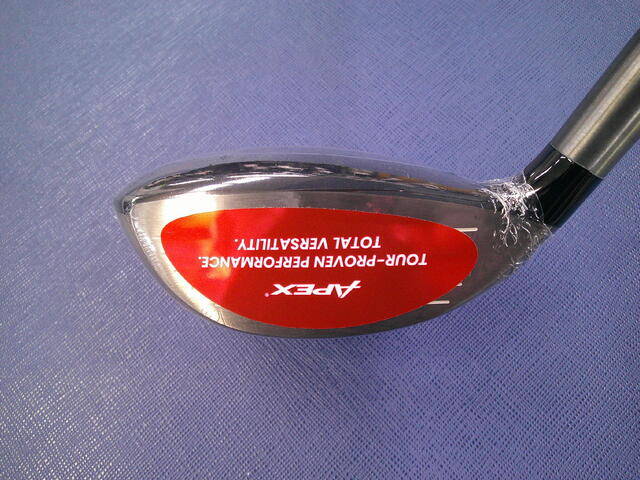 APEX®
TOUR-PROVEN PERFORMANCE.
TOTAL VERSATILITY.